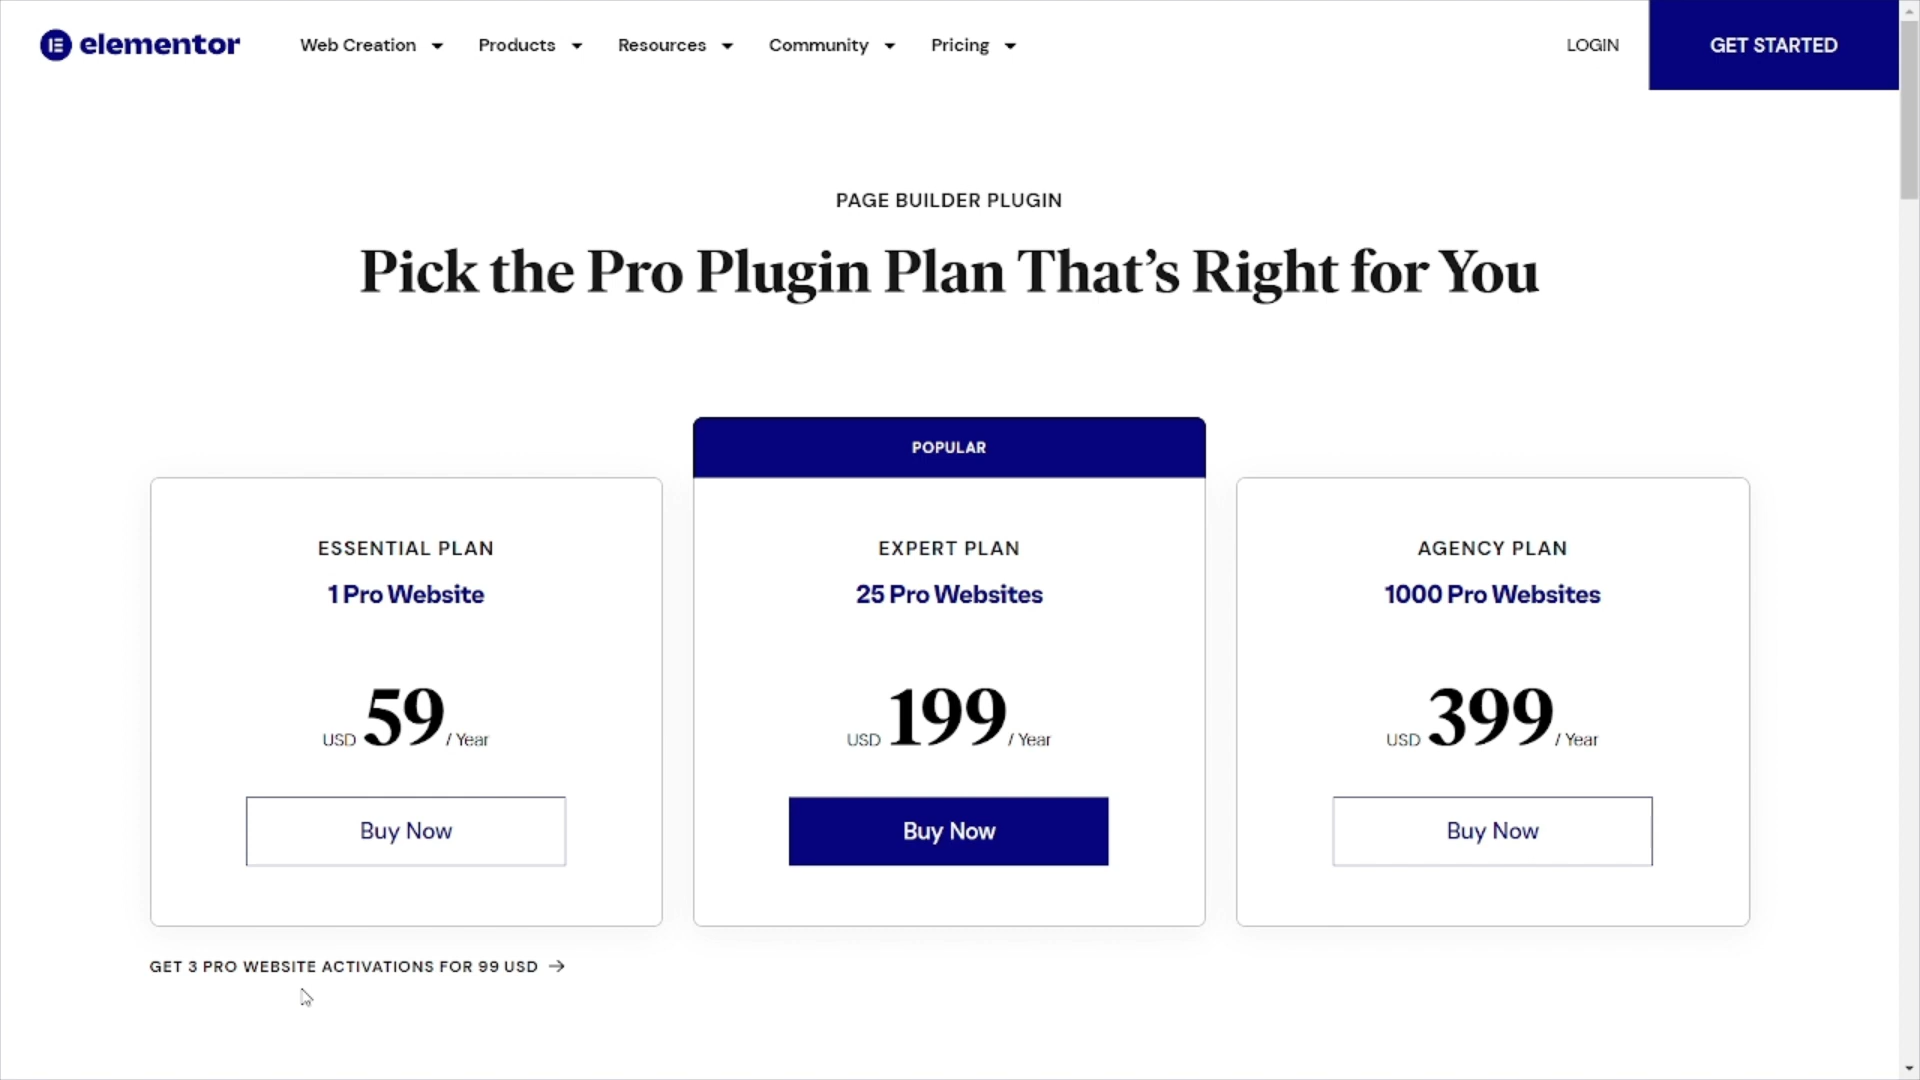 elementor
Web Creation Products Resources Community Pricing LOGIN GET STARTED
PAGE BUILDER PLUGIN
Pick the Pro Plugin Plan That’s Right for You
POPULAR
ESSENTIAL PLAN
1 Pro Website
USD 59 / Year
Buy Now
EXPERT PLAN
25 Pro Websites
USD 199 / Year
Buy Now
AGENCY PLAN
1000 Pro Websites
USD 399 / Year
Buy Now
GET 3 PRO WEBSITE ACTIVATIONS FOR 99 USD →